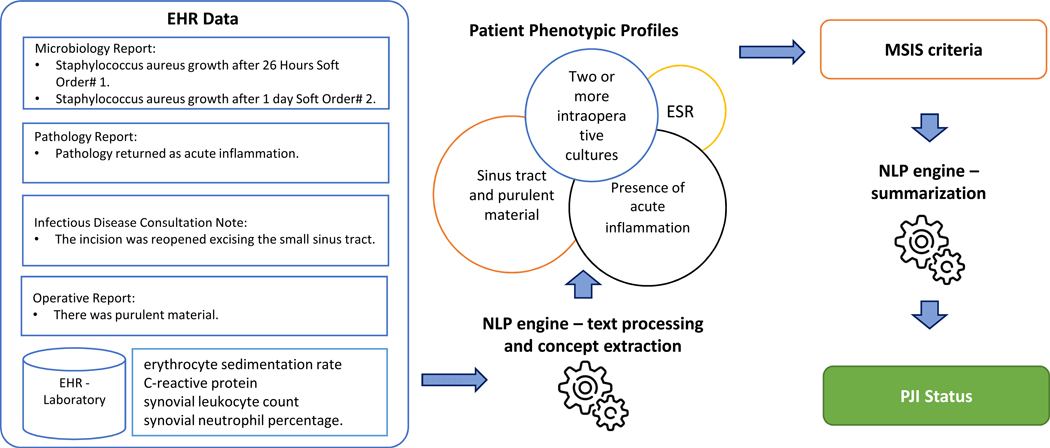 EHR Data
Microbiology Report:
• Staphylococcus aureus growth after 26 Hours Soft
Order# 1.
• Staphylococcus aureus growth after 1 day Soft Order# 2.
Pathology Report:
• Pathology returned as acute inflammation.
Infectious Disease Consultation Note:
• The incision was reopened excising the small sinus tract.
Operative Report:
• There was purulent material.
EHR -
Laboratory
erythrocyte sedimentation rate
C-reactive protein
synovial leukocyte count
synovial neutrophil percentage.
Patient Phenotypic Profiles
Two or
more
intraopera
tive
cultures
ESR
Sinus tract
and purulent
material
Presence of
acute
inflammation
NLP engine – text processing
and concept extraction
MSIS criteria
NLP engine –
summarization
PJI Status